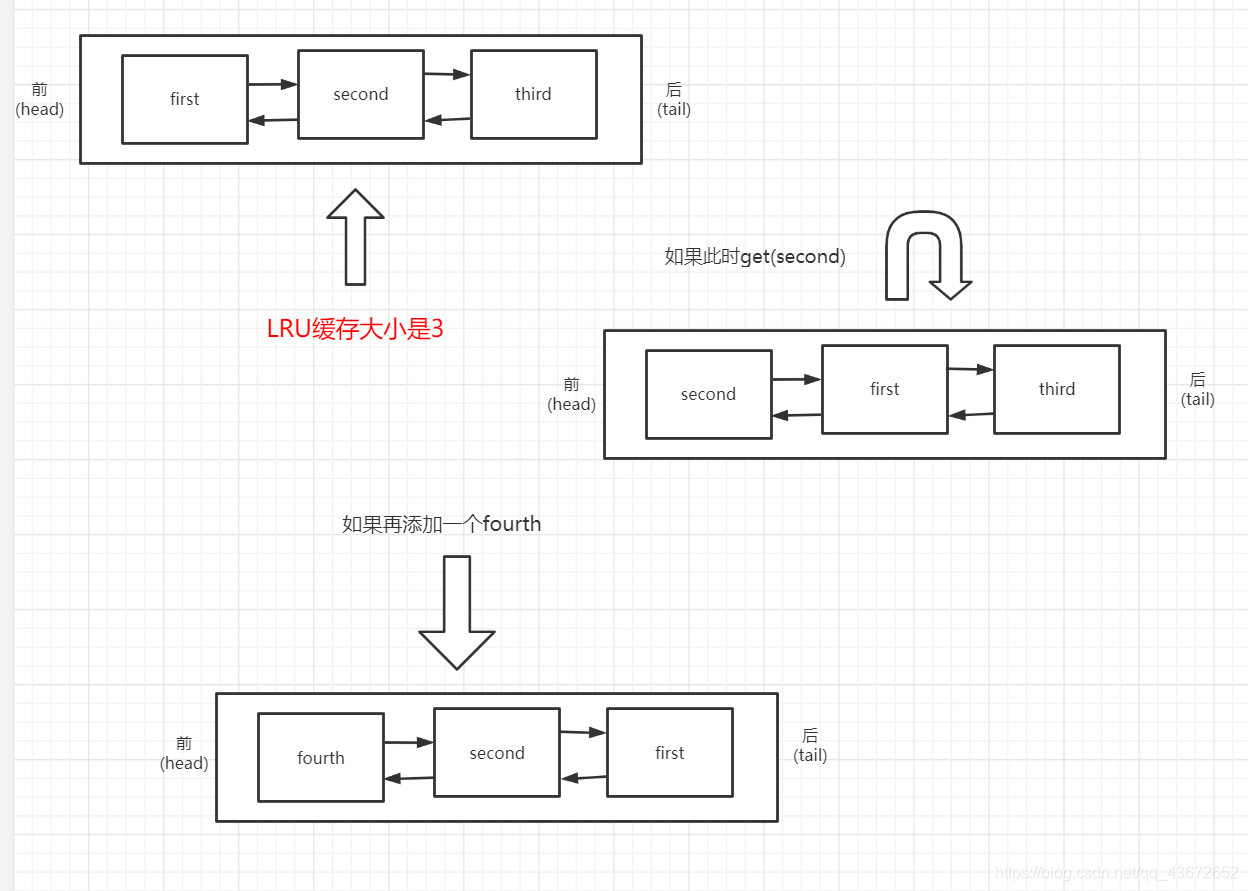 前
(head)
first
second
third
后
(tail)
LRU缓存大小是3
如果此时get(second)
前
(head)
second
first
third
后
(tail)
如果再添加一个fourth
前
(head)
fourth
second
first
后
(tail)
https://blog.csdn.net/qq_43672652